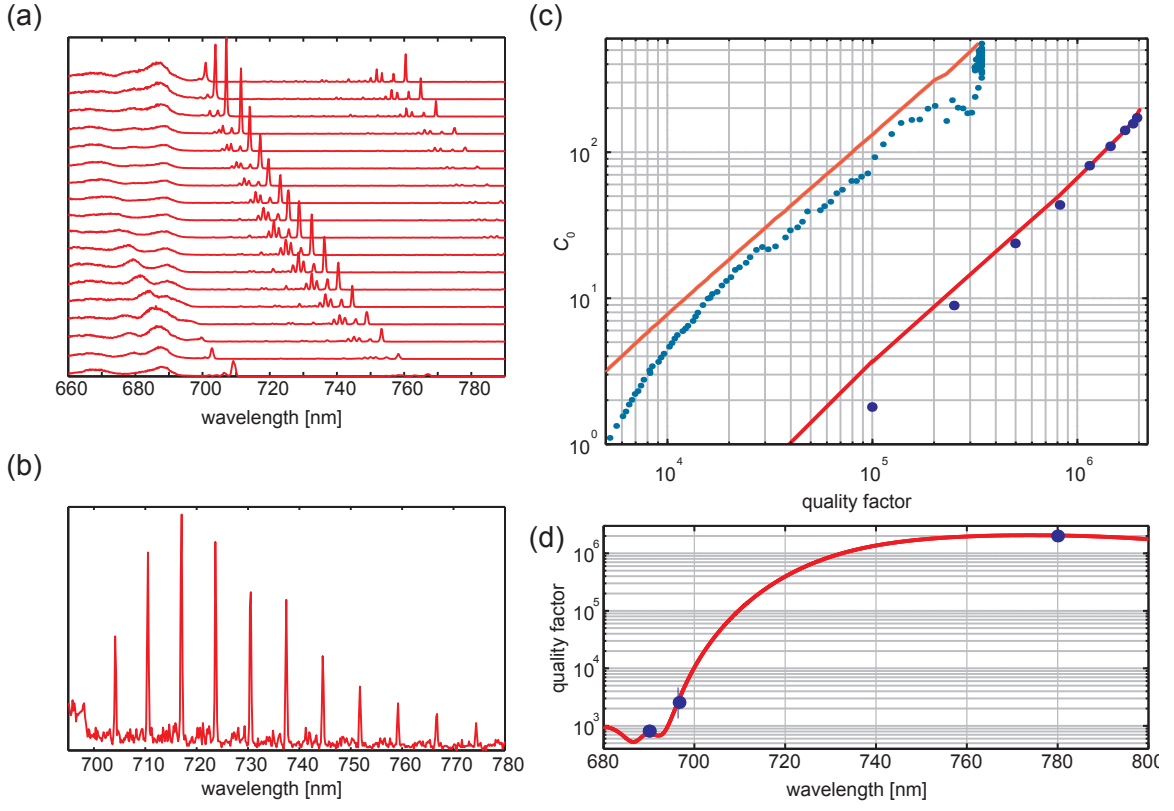 (a)
660 680 700 720 740 760 780
wavelength [nm]
(b)
700 710 720 730 740 750 760 770 780
wavelength [nm]
(c)
C0
10^2
10^1
10^0
10^4 10^5 10^6
quality factor
(d)
quality factor
10^6
10^5
10^4
10^3
680 700 720 740 760 780 800
wavelength [nm]